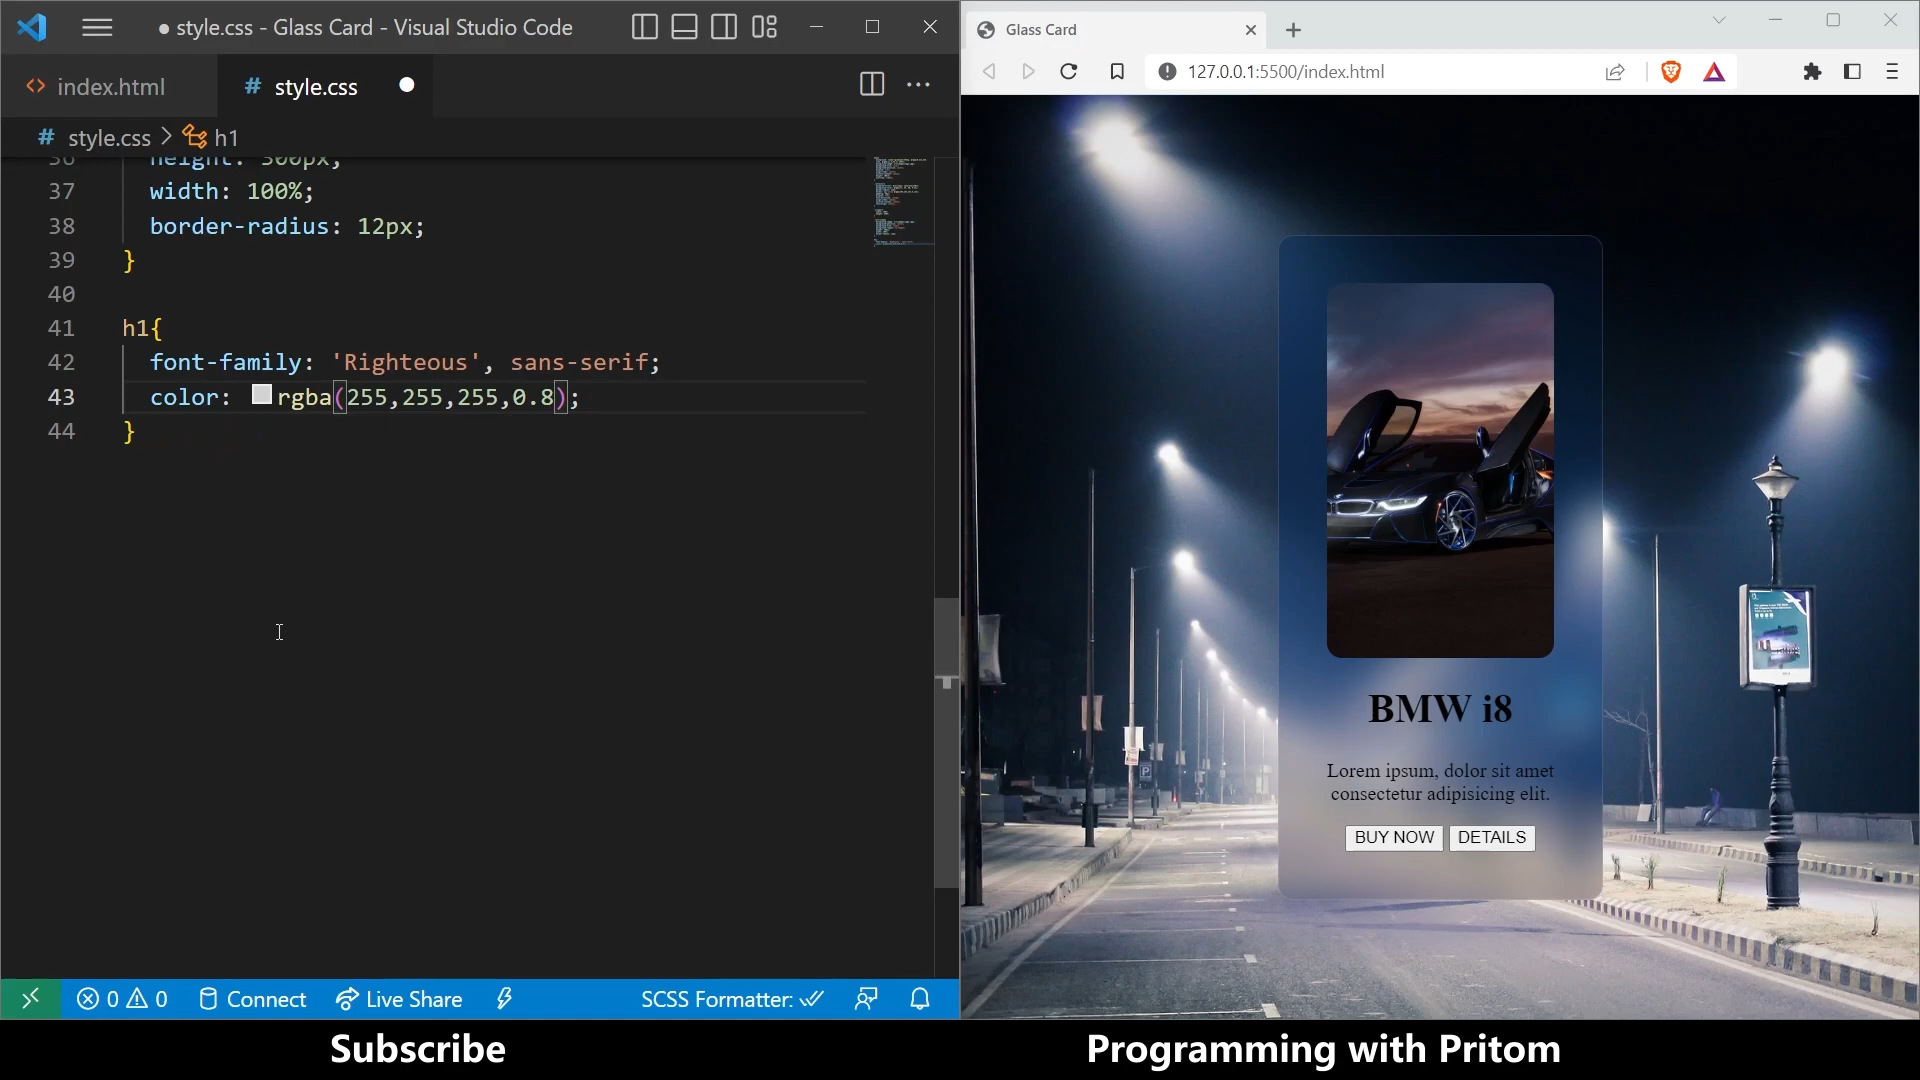 ● style.css - Glass Card - Visual Studio Code
index.html
# style.css ●
# style.css > h1
36 height: 300px;
37 width: 100%;
38 border-radius: 12px;
39 }
40
41 h1{
42 font-family: 'Righteous', sans-serif;
43 color: rgba(255,255,255,0.8);
44 }
0 0 Connect Live Share SCSS Formatter:
Glass Card
127.0.0.1:5500/index.html
P
BMW i8
Lorem ipsum, dolor sit amet
consectetur adipisicing elit.
BUY NOW DETAILS
Subscribe
Programming with Pritom